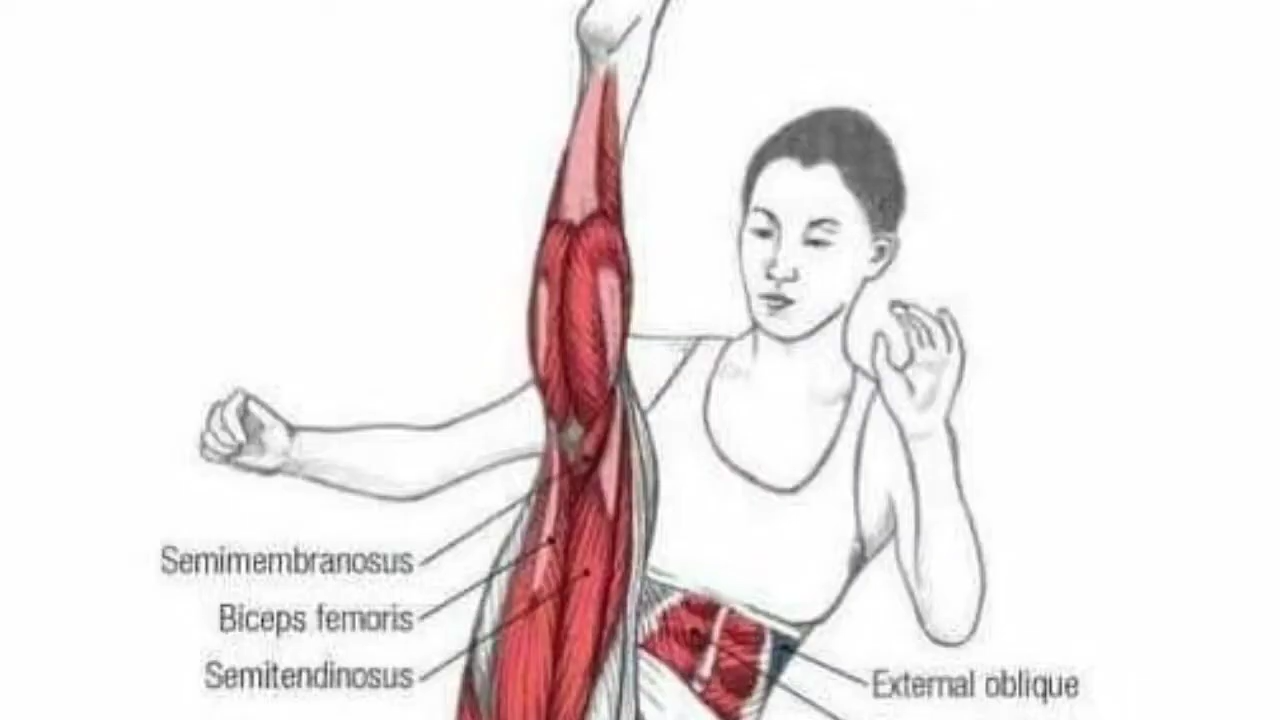 Semimembranosus
Biceps femoris
Semitendinosus
External oblique